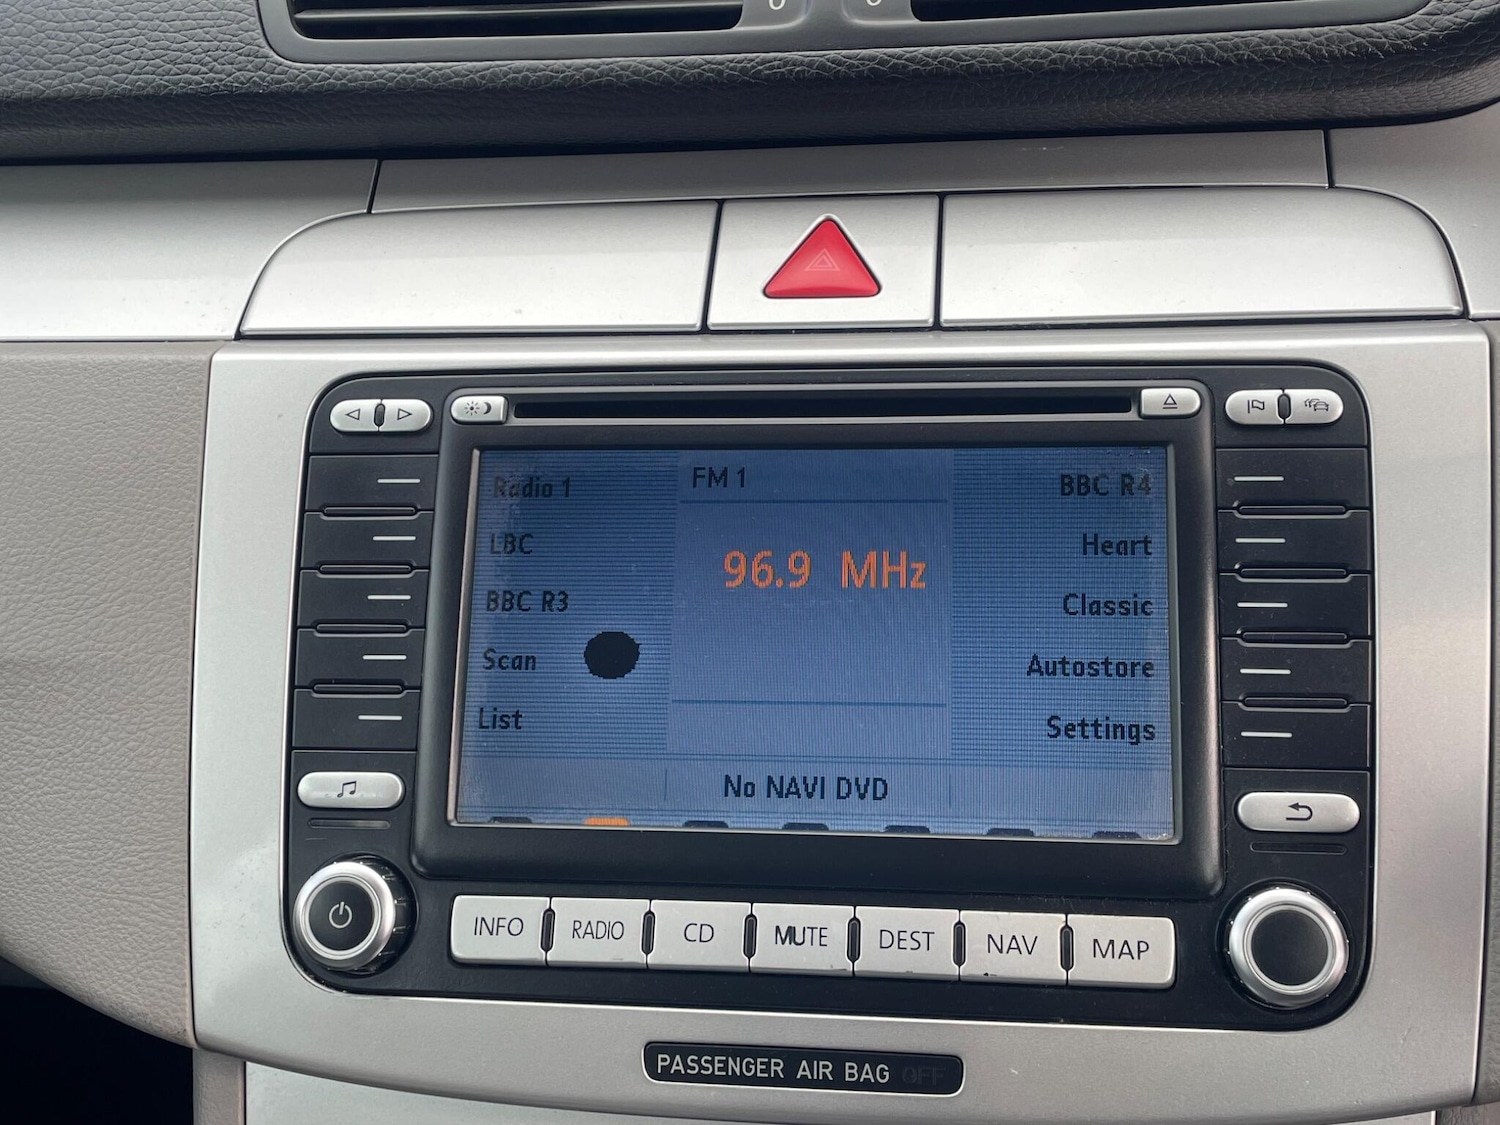 FM 1
Radio 1
BBC R4
96.9 MHz
LBC
Heart
BBC R3
Classic
Scan
Autostore
List
Settings
No NAVI DVD
INFO
RADIO
CD
MUTE
DEST
NAV
MAP
PASSENGER AIR BAG OFF